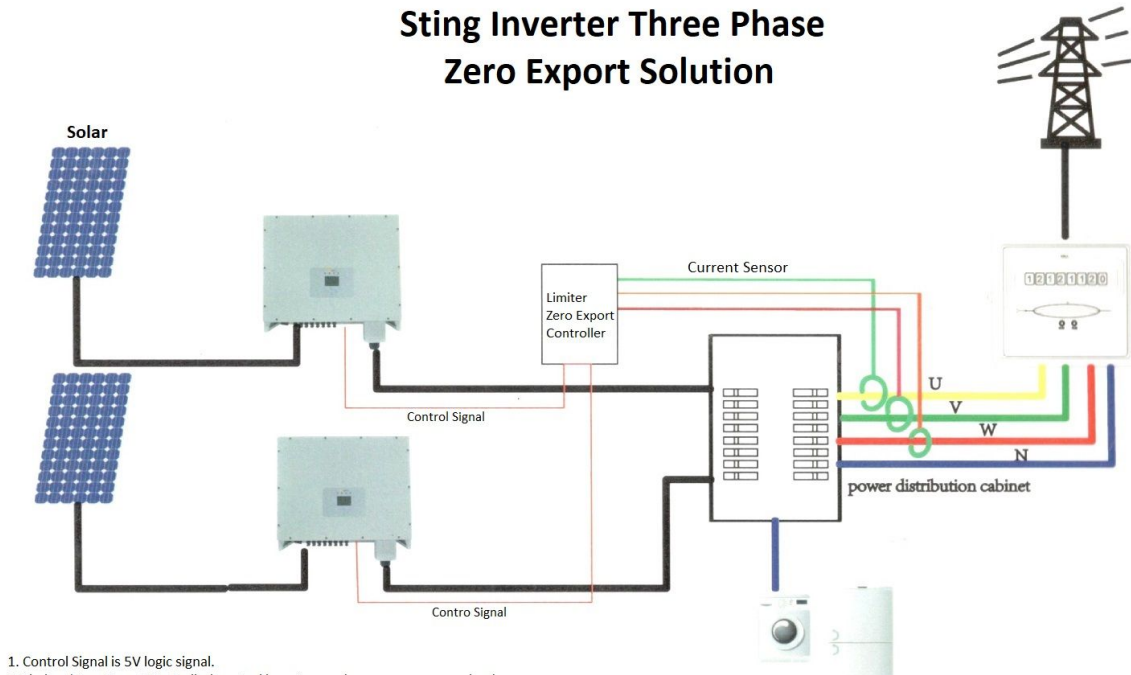 Sting Inverter Three Phase
Zero Export Solution
Solar
Current Sensor
Limiter
Zero Export
Controller
12121120
Control Signal
U
V
W
N
power distribution cabinet
Contro Signal
1. Control Signal is 5V logic signal.